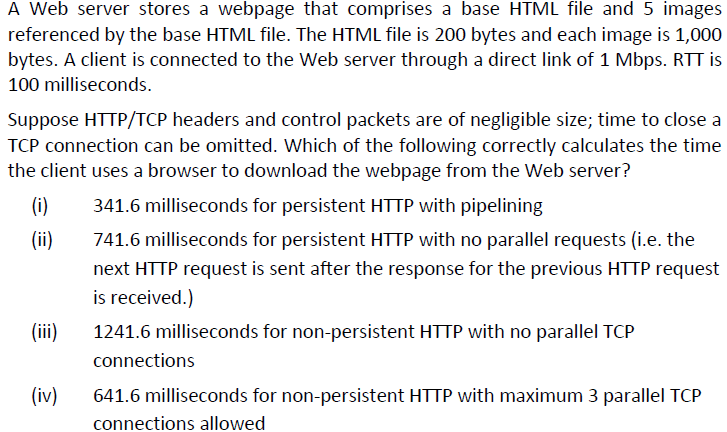 A Web server stores a webpage that comprises a base HTML file and 5 images
referenced by the base HTML file. The HTML file is 200 bytes and each image is 1,000
bytes. A client is connected to the Web server through a direct link of 1 Mbps. RTT is
100 milliseconds.
Suppose HTTP/TCP headers and control packets are of negligible size; time to close a
TCP connection can be omitted. Which of the following correctly calculates the time
the client uses a browser to download the webpage from the Web server?
(i) 341.6 milliseconds for persistent HTTP with pipelining
(ii) 741.6 milliseconds for persistent HTTP with no parallel requests (i.e. the
next HTTP request is sent after the response for the previous HTTP request
is received.)
(iii) 1241.6 milliseconds for non-persistent HTTP with no parallel TCP
connections
(iv) 641.6 milliseconds for non-persistent HTTP with maximum 3 parallel TCP
connections allowed